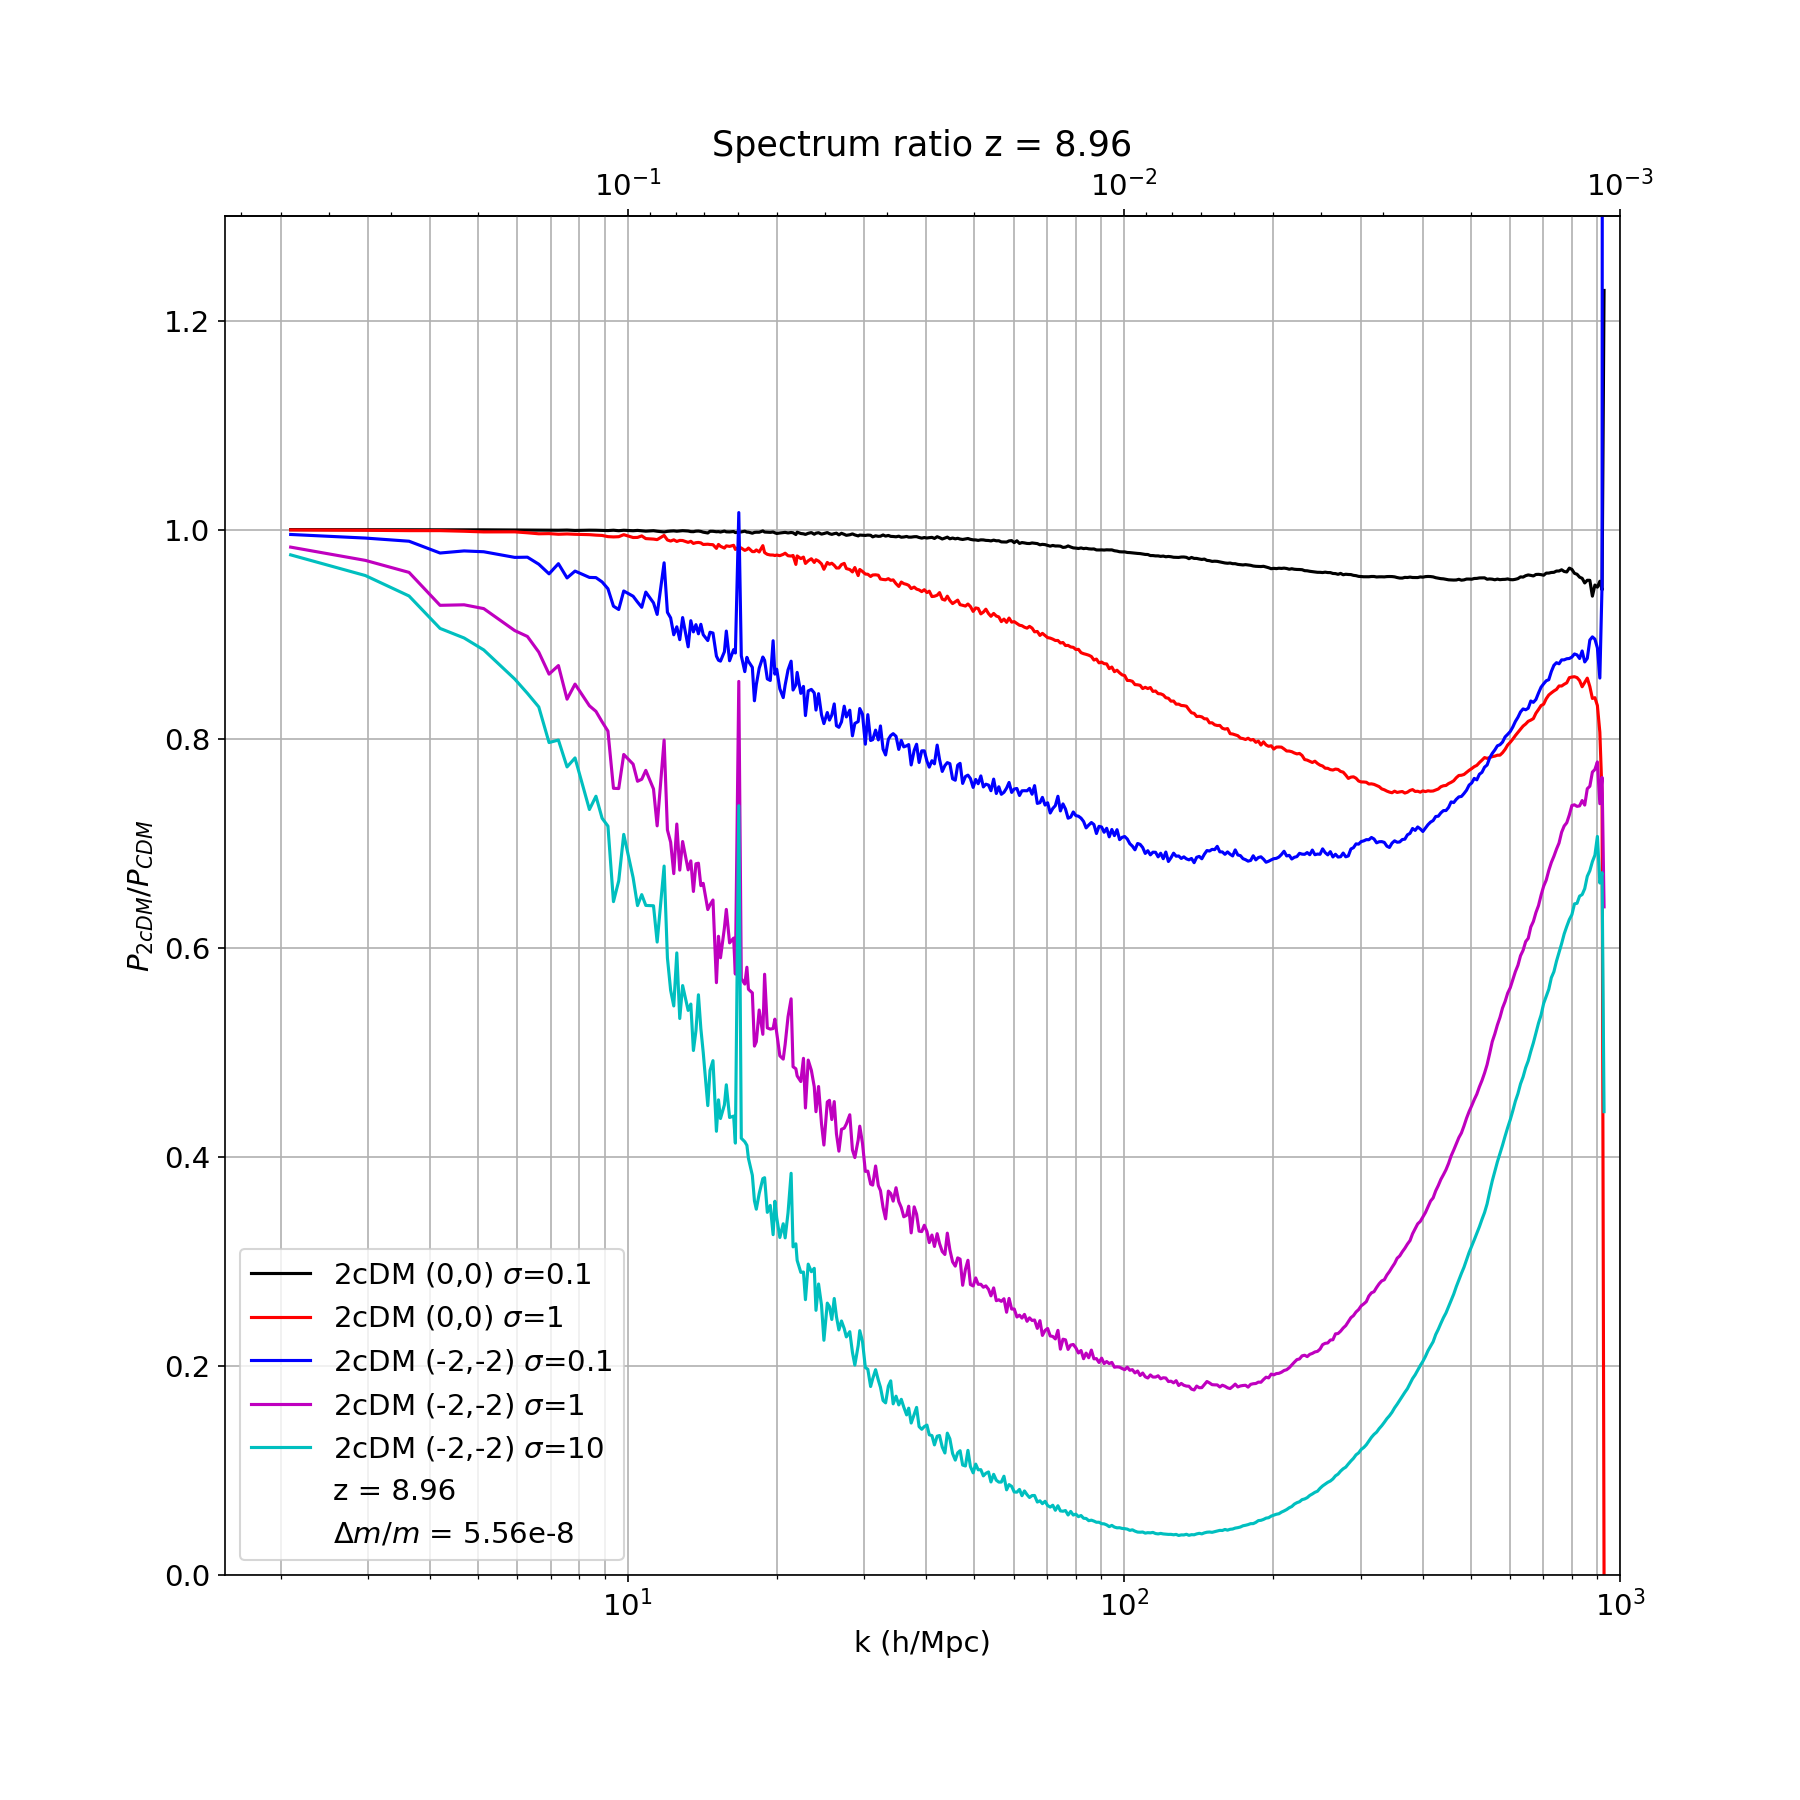 Spectrum ratio z = 8.96
10⁻¹ 10⁻² 10⁻³
1.2
1.0
0.8
0.6
0.4
0.2
0.0
P₂cDM/PCDM
2cDM (0,0) σ=0.1
2cDM (0,0) σ=1
2cDM (-2,-2) σ=0.1
2cDM (-2,-2) σ=1
2cDM (-2,-2) σ=10
z = 8.96
Δm/m = 5.56e-8
10¹ 10² 10³
k (h/Mpc)